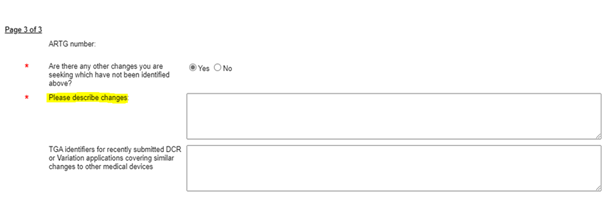 Page 3 of 3
ARTG number:
* Are there any other changes you are
seeking which have not been identified
above?
Yes No
* Please describe changes:
TGA identifiers for recently submitted DCR
or Variation applications covering similar
changes to other medical devices